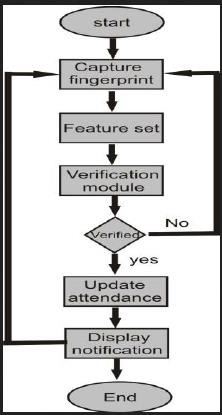 start
Capture
fingerprint
Feature set
Verification
module
Verified
No
yes
Update
attendance
Display
notification
End